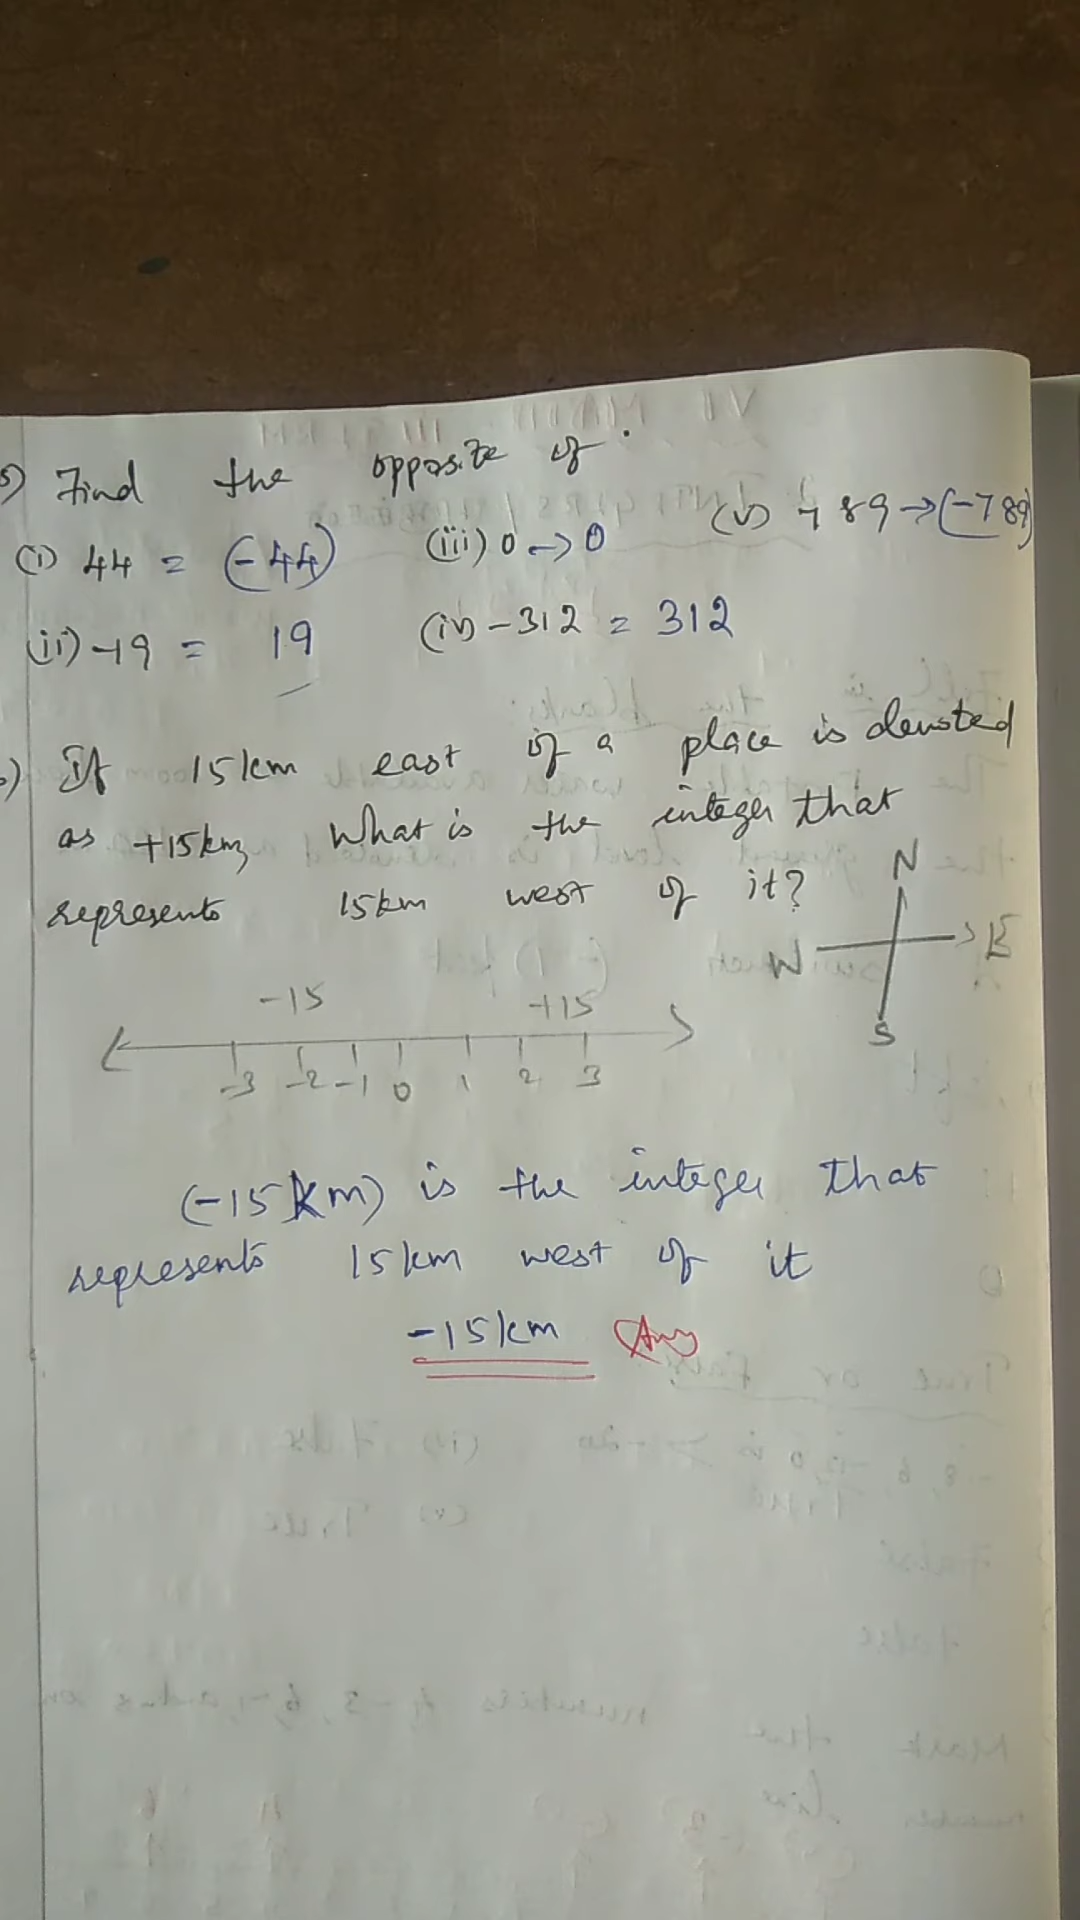 5) Find the opposite of.
(i) 44 = (-44) (iii) 0 → 0 (v) 789 → (-789)
(ii) -19 = 19 (iv) -312 = 312
) If 15km east of a place is denoted
as +15km, What is the integer that
represents 15km west of it?
N
W E
S
-15 +15
-3 -2 -1 0 1 2 3
(-15km) is the integer that
represents 15km west of it
-15km Ans